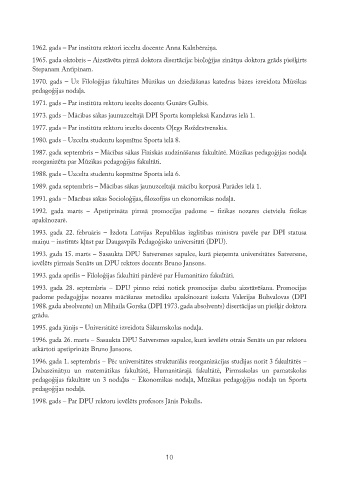 1962. gads – Par institūta rektori iecelta docente Anna Kalnbērziņa.
1965. gada oktobris – Aizstāvēta pirmā doktora disertācija: bioloģijas zinātņu doktora grāds piešķirts
Stepanam Antipinam.
1970. gads – Uz Filoloģijas fakultātes Mūzikas un dziedāšanas katedras bāzes izveidota Mūzikas
pedagoģijas nodaļa.
1971. gads – Par institūta rektoru iecelts docents Gunārs Gulbis.
1973. gads – Mācības sākas jaunuzceltajā DPI Sporta kompleksā Kandavas ielā 1.
1977. gads – Par institūta rektoru iecelts docents Oļegs Roždestvenskis.
1980. gads – Uzcelta studentu kopmītne Sporta ielā 8.
1987. gada septembris – Mācības sākas Fiziskās audzināšanas fakultātē. Mūzikas pedagoģijas nodaļa
reorganizēta par Mūzikas pedagoģijas fakultāti.
1988. gads – Uzcelta studentu kopmītne Sporta ielā 6.
1989. gada septembris – Mācības sākas jaunuzceltajā mācību korpusā Parādes ielā 1.
1991. gads – Mācības sākas Socioloģijas, filozofijas un ekonomikas nodaļā.
1992. gada marts – Apstiprināta pirmā promocijas padome – fizikas nozares cietvielu fizikas
apakšnozarē.
1993. gada 22. februāris – Izdota Latvijas Republikas izglītības ministra pavēle par DPI statusa
maiņu – institūts kļūst par Daugavpils Pedagoģisko universitāti (DPU).
1993. gada 15. marts – Sasaukta DPU Satversmes sapulce, kurā pieņemta universitātes Satversme,
ievēlēts pirmais Senāts un DPU rektors docents Bruno Jansons.
1993. gada aprīlis – Filoloģijas fakultāti pārdēvē par Humanitāro fakultāti.
1993. gada 28. septembris – DPU pirmo reizi notiek promocijas darbu aizstāvēšana. Promocijas
padome pedagoģijas nozares mācīšanas metodiku apakšnozarē ieskata Valerijas Buhvalovas (DPI
1988. gada absolvente) un Mihaila Gorska (DPI 1973. gada absolvents) disertācijas un piešķir doktora
grādu.
1995. gada jūnijs – Universitātē izveidota Sākumskolas nodaļa.
1996. gada 26. marts – Sasaukta DPU Satversmes sapulce, kurā ievēlēts otrais Senāts un par rektoru
atkārtoti apstiprināts Bruno Jansons.
1996. gada 1. septembris – Pēc universitātes strukturālās reorganizācijas studijas norit 3 fakultātēs –
Dabaszinātņu un matemātikas fakultātē, Humanitārajā fakultātē, Pirmsskolas un pamatskolas
pedagoģijas fakultātē un 3 nodaļās – Ekonomikas nodaļā, Mūzikas pedagoģijas nodaļā un Sporta
pedagoģijas nodaļā.
1998. gads – Par DPU rektoru ievēlēts profesors Jānis Pokulis.
10